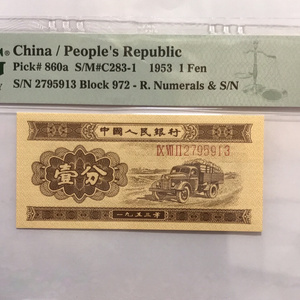 China / People's Republic
Pick# 860a S/M#C283-1 1953 1 Fen
S/N 2795913 Block 972 - R. Numerals & S/N
中國人民銀行
IX VII II 2795913
壹分
一九五三年